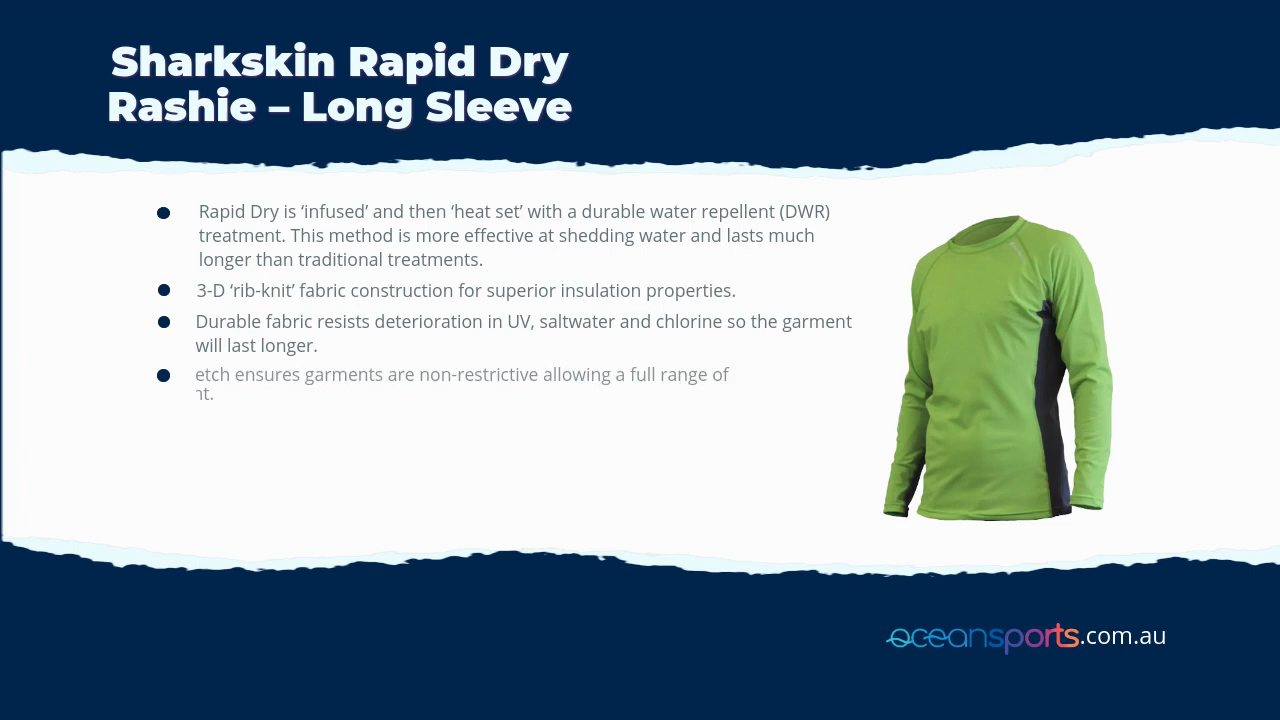 Sharkskin Rapid Dry
Rashie – Long Sleeve
Rapid Dry is ‘infused’ and then ‘heat set’ with a durable water repellent (DWR)
treatment. This method is more effective at shedding water and lasts much
longer than traditional treatments.
3-D ‘rib-knit’ fabric construction for superior insulation properties.
Durable fabric resists deterioration in UV, saltwater and chlorine so the garment
will last longer.
etch ensures garments are non-restrictive allowing a full range of
nt.
oceansports.com.au